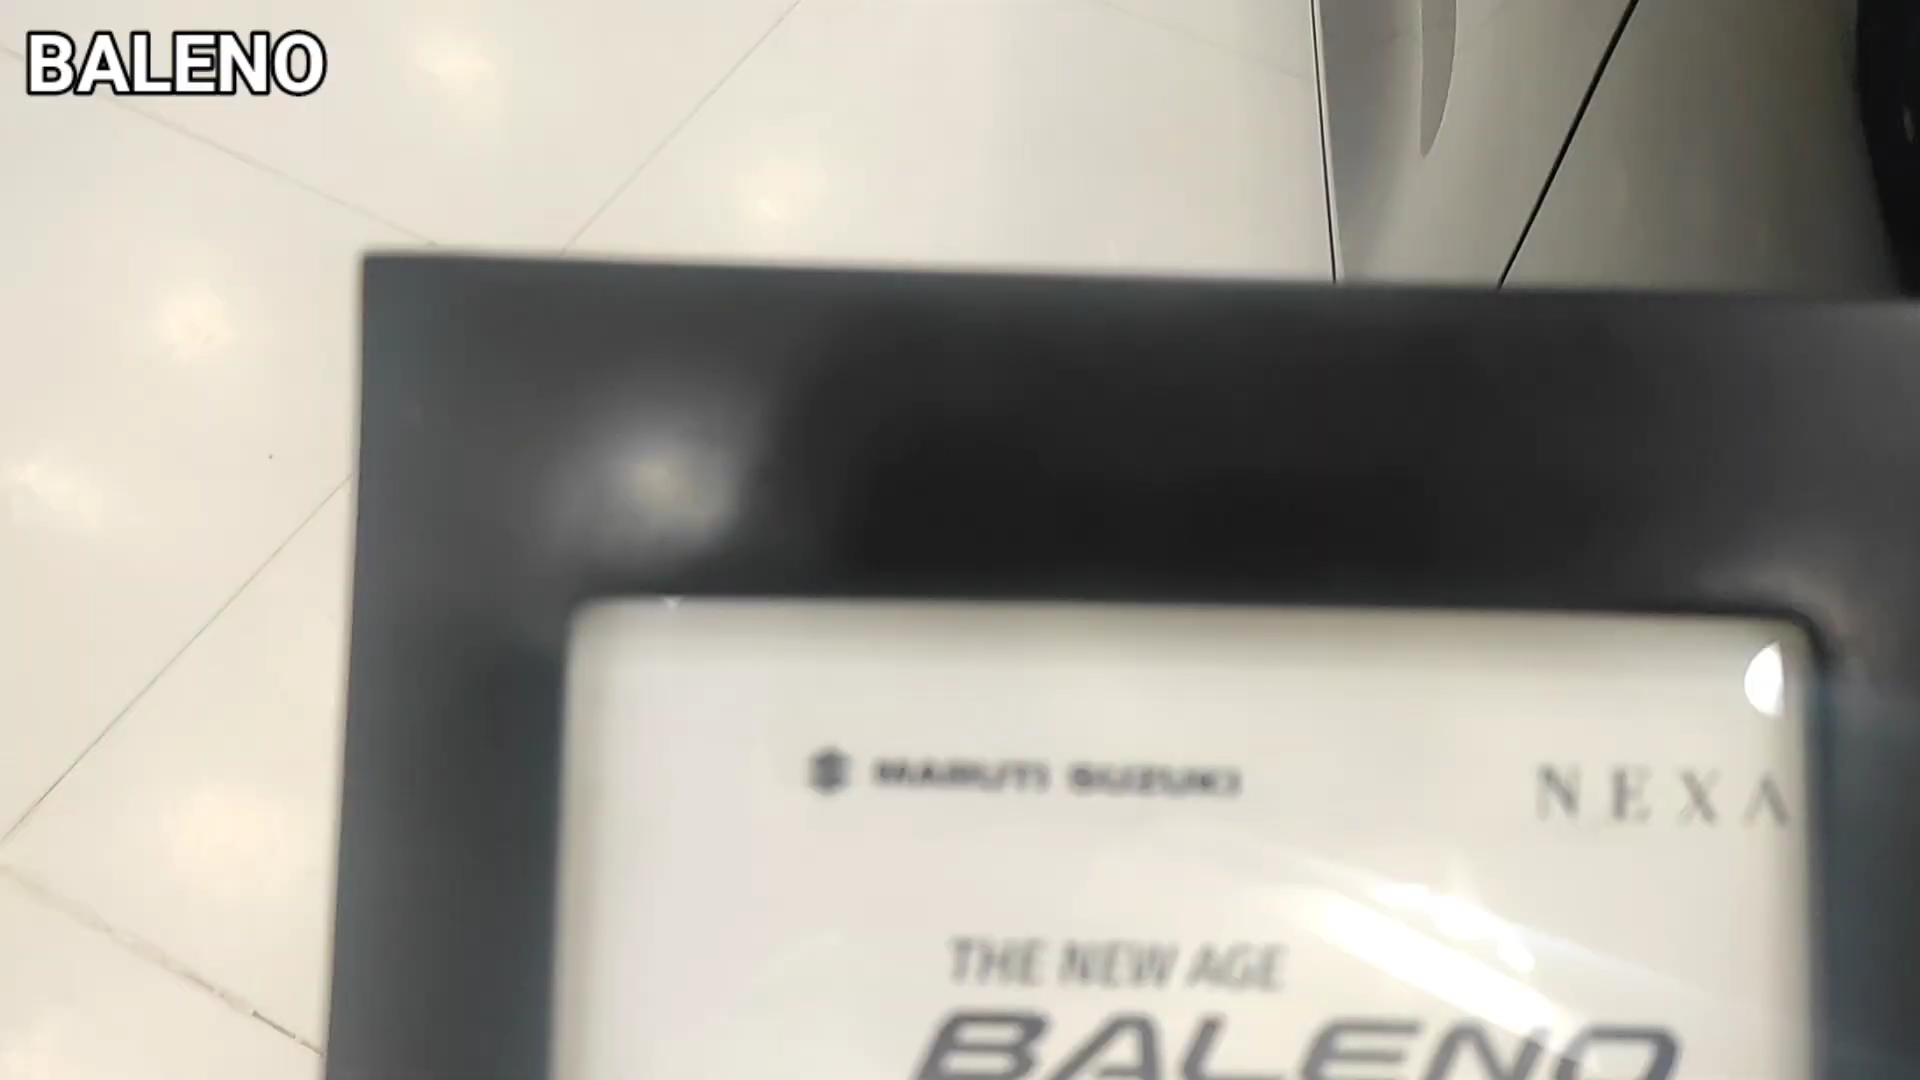 BALENO
MARUTI SUZUKI
NEXA
THE NEW AGE
BALENO